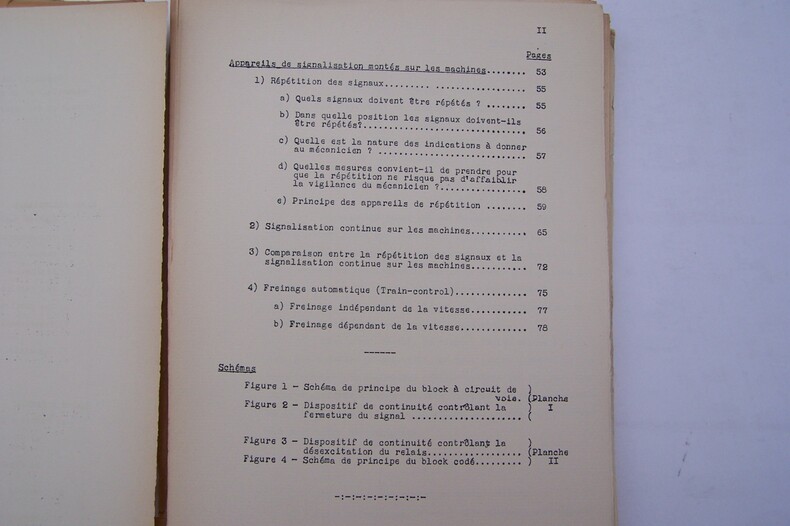 II
Pages
Appareils de signalisation montés sur les machines........ 53
1) Répétition des signaux......... .................. 55
a) Quels signaux doivent être répétés ? ....... 55
b) Dans quelle position les signaux doivent-ils
être répétés?............................... 56
c) Quelle est la nature des indications à donner
au mécanicien ? ............................ 57
d) Quelles mesures convient-il de prendre pour
que la répétition ne risque pas d'affaiblir
la vigilance du mécanicien ?................ 58
e) Principe des appareils de répétition ....... 59
2) Signalisation continue sur les machines........... 65
3) Comparaison entre la répétition des signaux et la
signalisation continue sur les machines........... 72
4) Freinage automatique (Train-control).............. 75
a) Freinage indépendant de la vitesse.......... 77
b) Freinage dépendant de la vitesse............ 78
------
Schémas
Figure 1 - Schéma de principe du block à circuit de )
voie. (Planche
Figure 2 - Dispositif de continuité contrôlant la ) I
fermeture du signal .................... (
Figure 3 - Dispositif de continuité contrôlant la )
désexcitation du relais................. (Planche
Figure 4 - Schéma de principe du block codé......... ) II
-:-:-:-:-:-:-:-:-